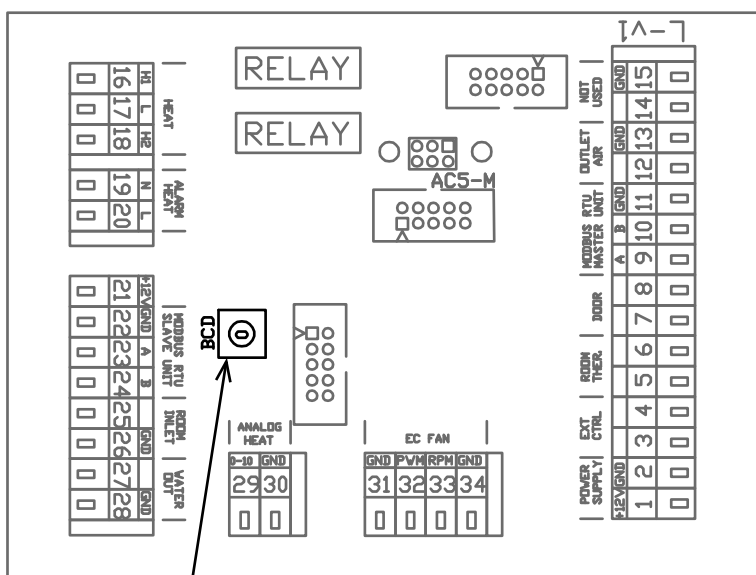 L-V1
RELAY
RELAY
AC5-M
16 H1
17 L
18 H2
HEAT
19 N
20 L
ALARM
HEAT
21 +12V
22 GND
23 A
24 B
MODBUS RTU
SLAVE UNIT
25
26 GND
ROOM
INLET
27
28 GND
WATER
OUT
BCD
ANALOG
HEAT
0-10 GND
29 30
EC FAN
GND PWM RPM GND
31 32 33 34
NOT
USED
GND 15
14
OUTLET
AIR
GND 13
12
MODBUS RTU
MASTER UNIT
GND 11
B 10
A 9
DOOR
8
7
ROOM
THER.
6
5
EXT
CTRL
4
3
POWER
SUPPLY
GND 2
+12V 1